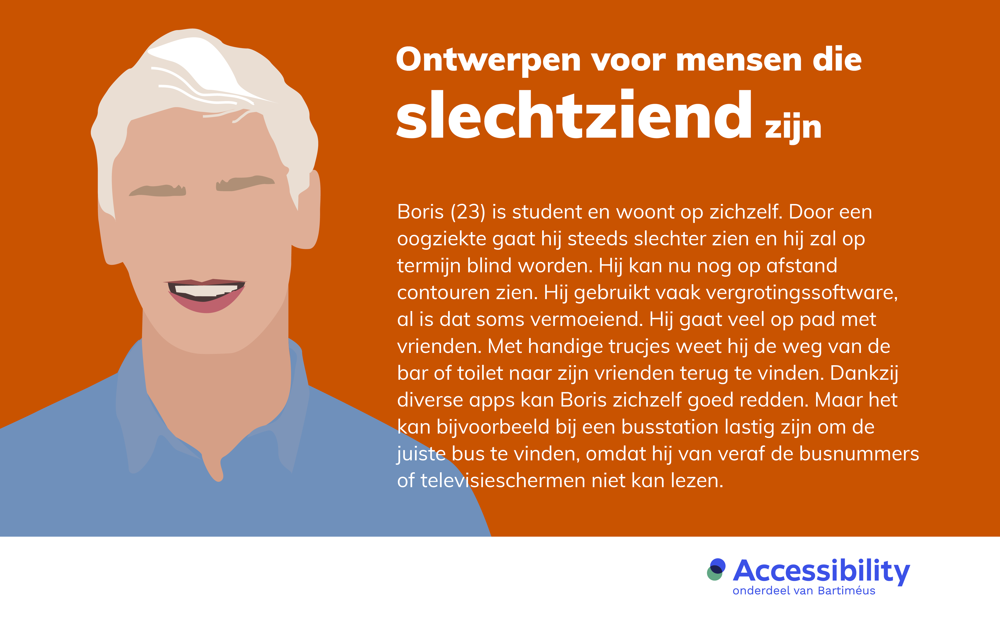 Ontwerpen voor mensen die
slechtziend zijn
Boris (23) is student en woont op zichzelf. Door een
oogziekte gaat hij steeds slechter zien en hij zal op
termijn blind worden. Hij kan nu nog op afstand
contouren zien. Hij gebruikt vaak vergrotingssoftware,
al is dat soms vermoeiend. Hij gaat veel op pad met
vrienden. Met handige trucjes weet hij de weg van de
bar of toilet naar zijn vrienden terug te vinden. Dankzij
diverse apps kan Boris zichzelf goed redden. Maar het
kan bijvoorbeeld bij een busstation lastig zijn om de
juiste bus te vinden, omdat hij van veraf de busnummers
of televisieschermen niet kan lezen.
Accessibility
onderdeel van Bartiméus